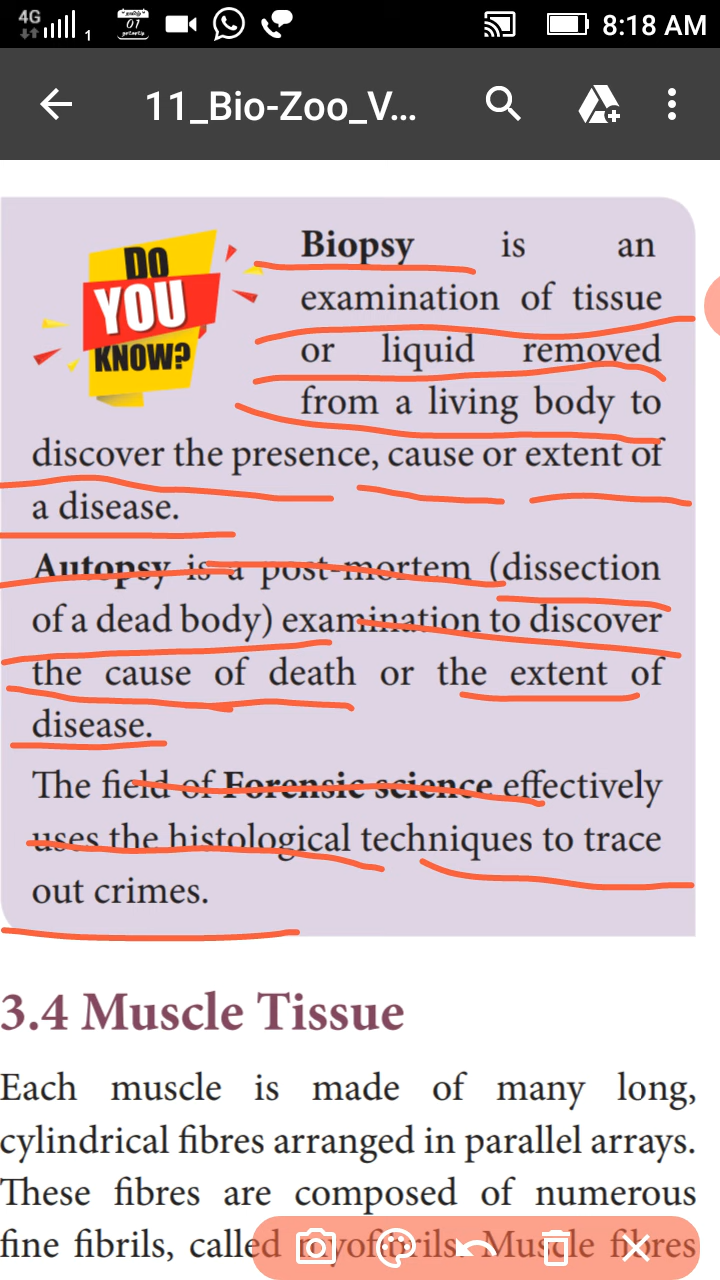 4G 1 01 8:18 AM
11_Bio-Zoo_V...
DO
YOU
KNOW?
Biopsy is an
examination of tissue
or liquid removed
from a living body to
discover the presence, cause or extent of
a disease.
Autopsy is a post-mortem (dissection
of a dead body) examination to discover
the cause of death or the extent of
disease.
The field of Forensic science effectively
uses the histological techniques to trace
out crimes.
3.4 Muscle Tissue
Each muscle is made of many long,
cylindrical fibres arranged in parallel arrays.
These fibres are composed of numerous
fine fibrils, called myofibrils. Muscle fibres